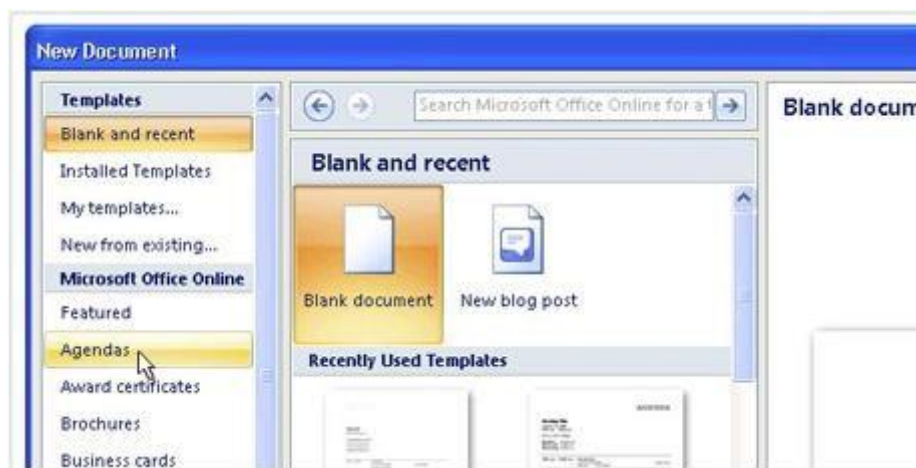 New Document
Templates
Blank and recent
Installed Templates
My templates...
New from existing...
Microsoft Office Online
Featured
Agendas
Award certificates
Brochures
Business cards
Search Microsoft Office Online for a
Blank and recent
Blank document
New blog post
Recently Used Templates
Blank docum